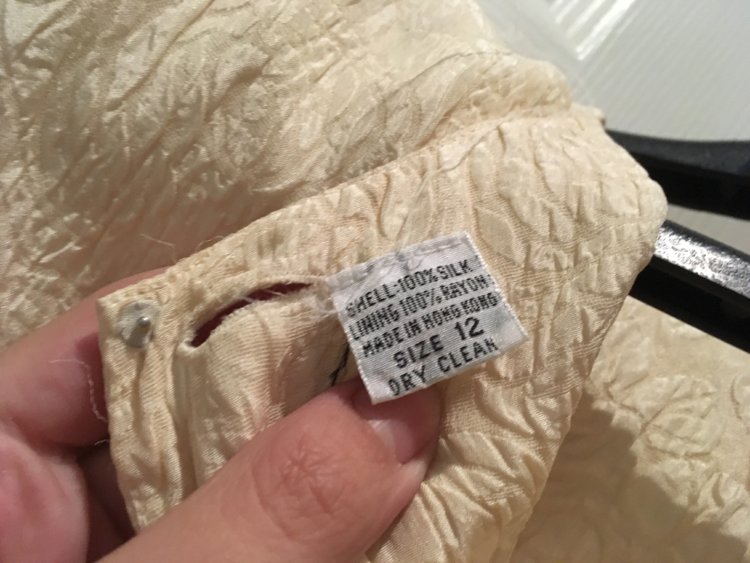 SHELL-100% SILK
LINING 100% RAYON
MADE IN HONG KONG
SIZE 12
DRY CLEAN